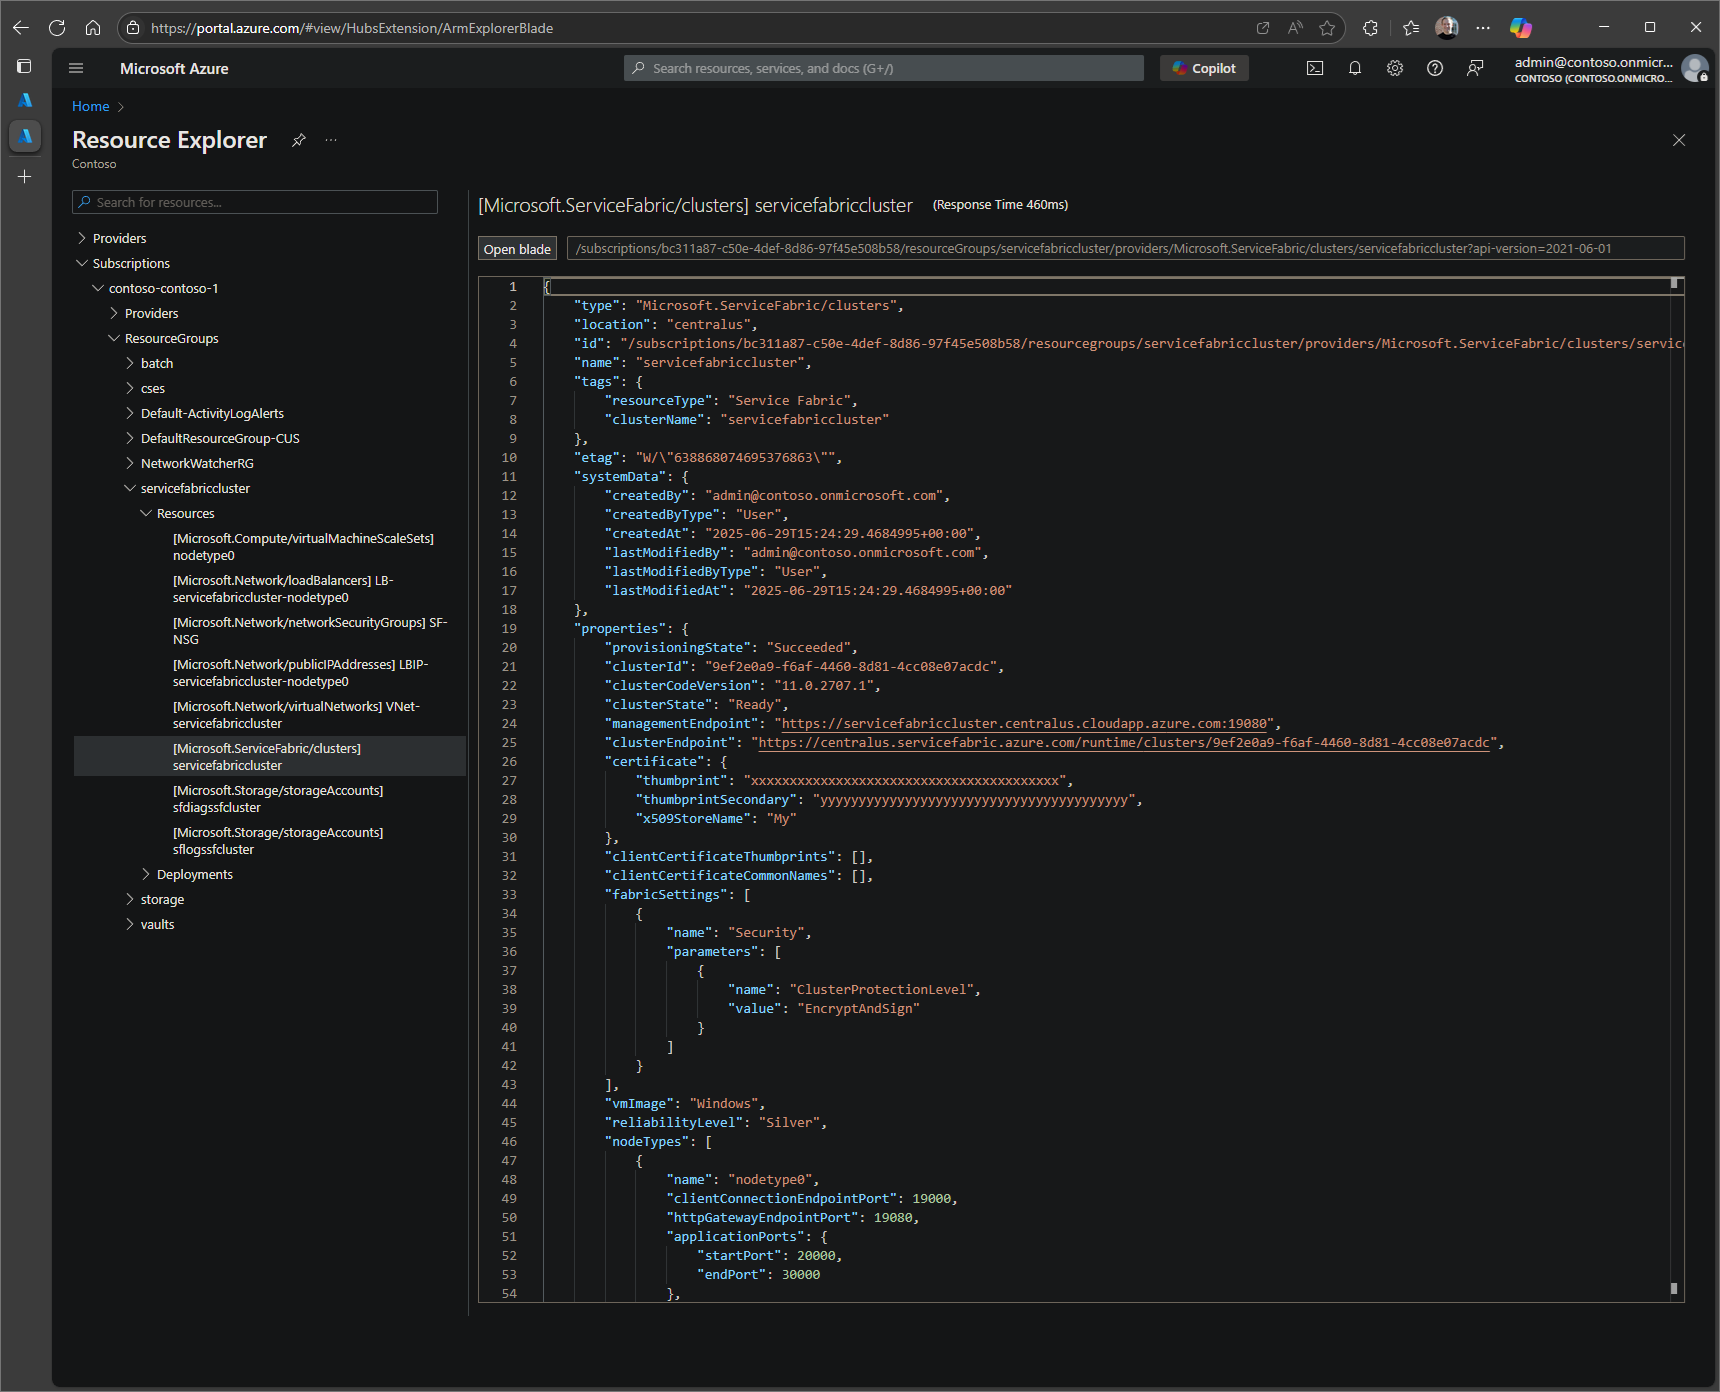 https://portal.azure.com/#view/HubsExtension/ArmExplorerBlade
Microsoft Azure
Search resources, services, and docs (G+/)
Copilot
admin@contoso.onmicr...
CONTOSO (CONTOSO.ONMICRO...
Home
Resource Explorer
Contoso
Search for resources...
Providers
Subscriptions
contoso-contoso-1
Providers
ResourceGroups
batch
cses
Default-ActivityLogAlerts
DefaultResourceGroup-CUS
NetworkWatcherRG
servicefabriccluster
Resources
[Microsoft.Compute/virtualMachineScaleSets]
nodetype0
[Microsoft.Network/loadBalancers] LB-
servicefabriccluster-nodetype0
[Microsoft.Network/networkSecurityGroups] SF-
NSG
[Microsoft.Network/publicIPAddresses] LBIP-
servicefabriccluster-nodetype0
[Microsoft.Network/virtualNetworks] VNet-
servicefabriccluster
[Microsoft.ServiceFabric/clusters]
servicefabriccluster
[Microsoft.Storage/storageAccounts]
sfdiagssfcluster
[Microsoft.Storage/storageAccounts]
sflogssfcluster
Deployments
storage
vaults
[Microsoft.ServiceFabric/clusters] servicefabriccluster (Response Time 460ms)
Open blade
/subscriptions/bc311a87-c50e-4def-8d86-97f45e508b58/resourceGroups/servicefabriccluster/providers/Microsoft.ServiceFabric/clusters/servicefabriccluster?api-version=2021-06-01
1 {
2 "type": "Microsoft.ServiceFabric/clusters",
3 "location": "centralus",
4 "id": "/subscriptions/bc311a87-c50e-4def-8d86-97f45e508b58/resourcegroups/servicefabriccluster/providers/Microsoft.ServiceFabric/clusters/servic
5 "name": "servicefabriccluster",
6 "tags": {
7 "resourceType": "Service Fabric",
8 "clusterName": "servicefabriccluster"
9 },
10 "etag": "W/\"638868074695376863\"",
11 "systemData": {
12 "createdBy": "admin@contoso.onmicrosoft.com",
13 "createdByType": "User",
14 "createdAt": "2025-06-29T15:24:29.4684995+00:00",
15 "lastModifiedBy": "admin@contoso.onmicrosoft.com",
16 "lastModifiedByType": "User",
17 "lastModifiedAt": "2025-06-29T15:24:29.4684995+00:00"
18 },
19 "properties": {
20 "provisioningState": "Succeeded",
21 "clusterId": "9ef2e0a9-f6af-4460-8d81-4cc08e07acdc",
22 "clusterCodeVersion": "11.0.2707.1",
23 "clusterState": "Ready",
24 "managementEndpoint": "https://servicefabriccluster.centralus.cloudapp.azure.com:19080",
25 "clusterEndpoint": "https://centralus.servicefabric.azure.com/runtime/clusters/9ef2e0a9-f6af-4460-8d81-4cc08e07acdc",
26 "certificate": {
27 "thumbprint": "xxxxxxxxxxxxxxxxxxxxxxxxxxxxxxxxxxxxxxxx",
28 "thumbprintSecondary": "yyyyyyyyyyyyyyyyyyyyyyyyyyyyyyyyyyyyyyyy",
29 "x509StoreName": "My"
30 },
31 "clientCertificateThumbprints": [],
32 "clientCertificateCommonNames": [],
33 "fabricSettings": [
34 {
35 "name": "Security",
36 "parameters": [
37 {
38 "name": "ClusterProtectionLevel",
39 "value": "EncryptAndSign"
40 }
41 ]
42 }
43 ],
44 "vmImage": "Windows",
45 "reliabilityLevel": "Silver",
46 "nodeTypes": [
47 {
48 "name": "nodetype0",
49 "clientConnectionEndpointPort": 19000,
50 "httpGatewayEndpointPort": 19080,
51 "applicationPorts": {
52 "startPort": 20000,
53 "endPort": 30000
54 },